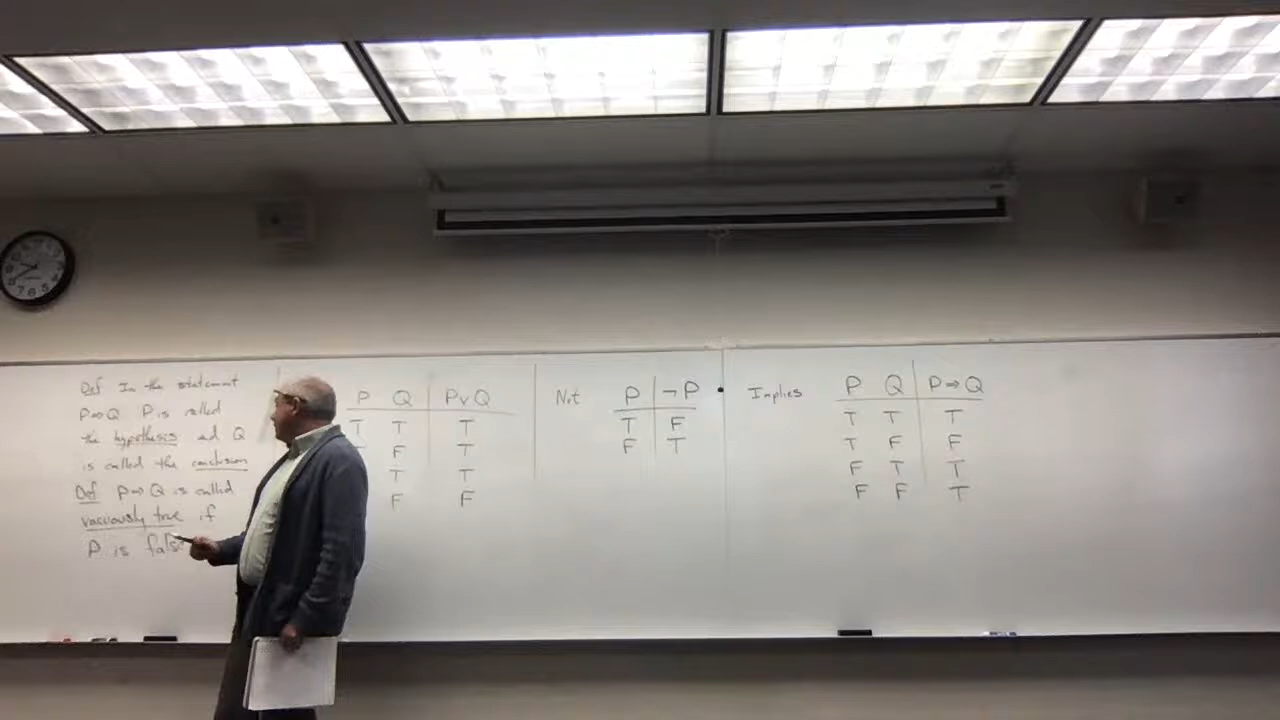 Def In the statement
P⇒Q P is called
the hypothesis and Q
is called the conclusion
Def P⇒Q is called
vacuously true if
P is fals
P Q P∨Q
T T T
F T
T T
F F
Not P ¬P
T F
F T
Implies P Q P⇒Q
T T T
T F F
F T T
F F T